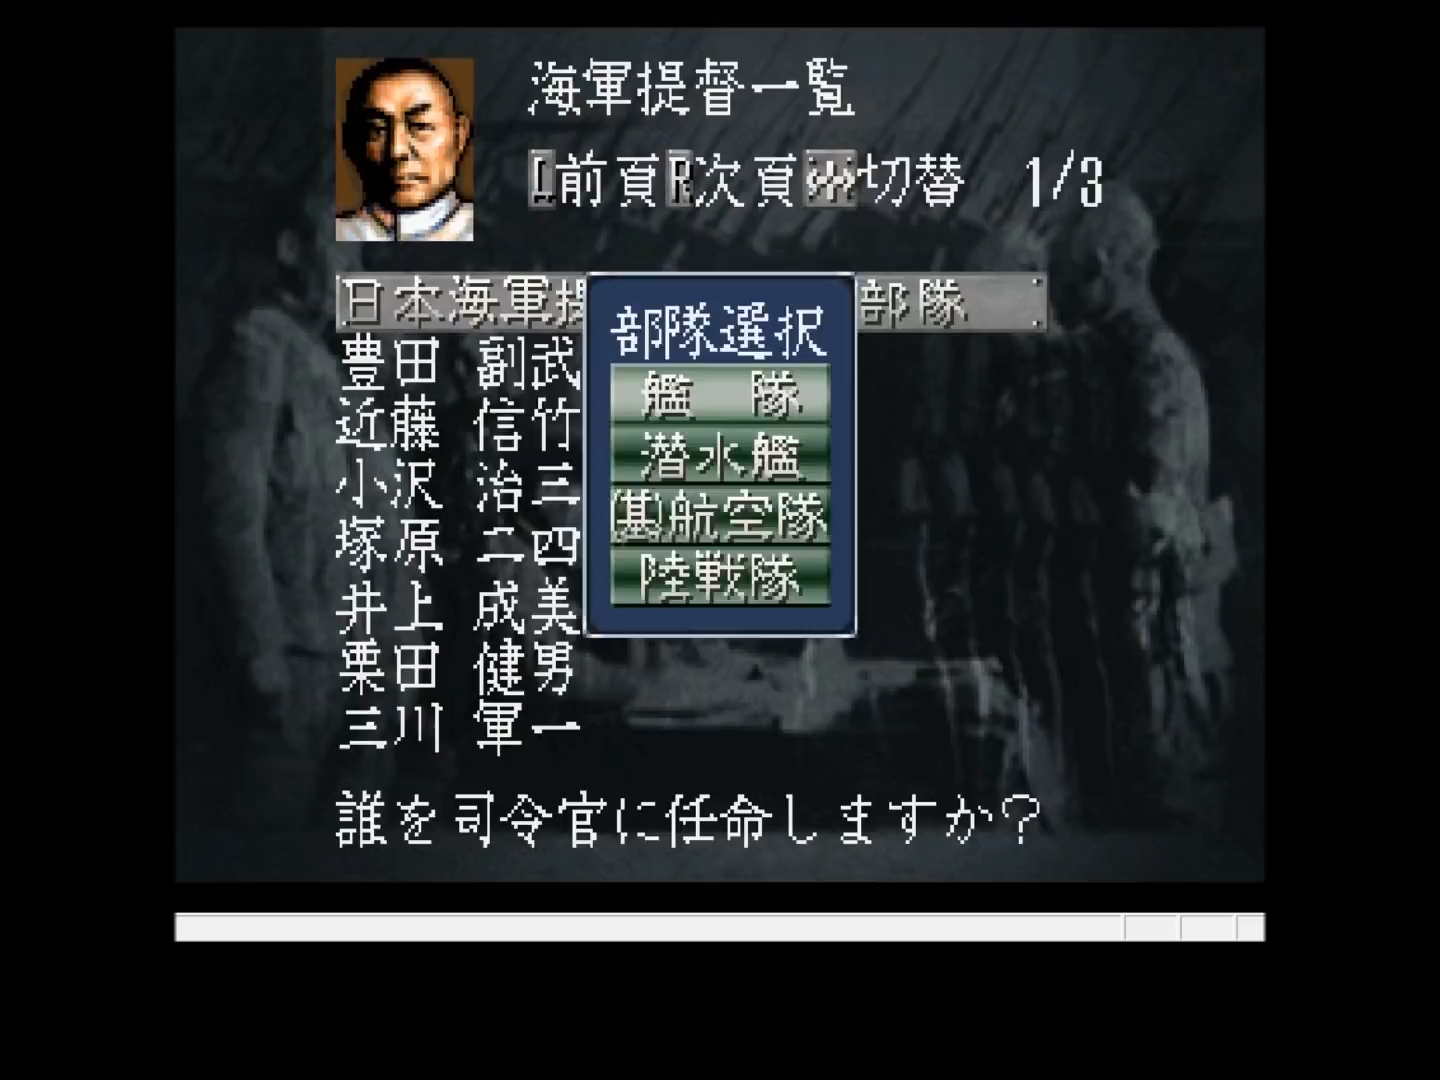 海軍提督一覧
L前頁R次頁※切替 1/3
日本海軍提 部隊
豊田 副武
近藤 信竹
小沢 治三
塚原 二四
井上 成美
栗田 健男
三川 軍一
部隊選択
艦 隊
潜水艦
(基)航空隊
陸戦隊
誰を司令官に任命しますか?